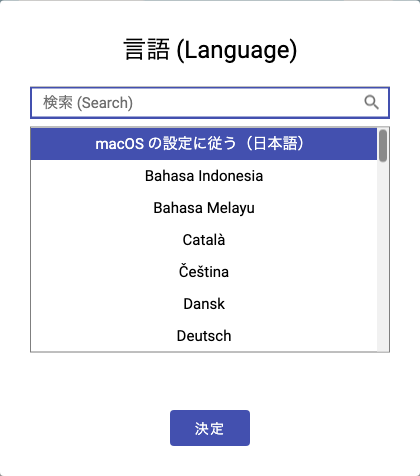 言語 (Language)
検索 (Search)
macOS の設定に従う（日本語）
Bahasa Indonesia
Bahasa Melayu
Català
Čeština
Dansk
Deutsch
決定